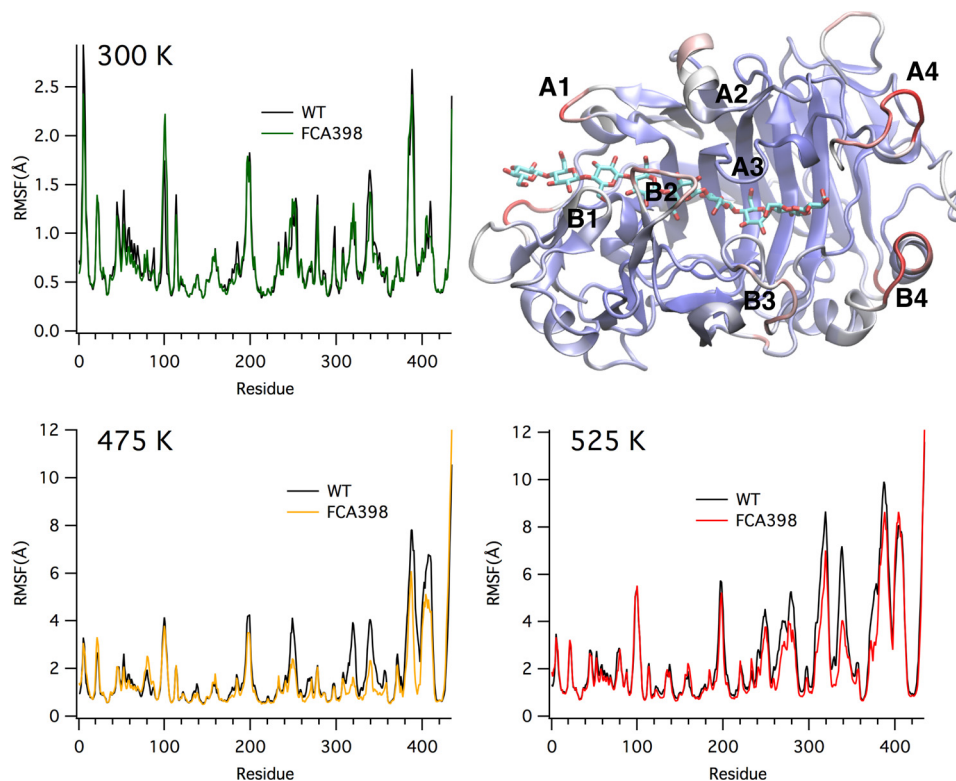 300 K
RMSF(Å)
2.5
2.0
1.5
1.0
0.5
0.0
WT
FCA398
0
100
200
300
400
Residue
A1
A2
A4
A3
B2
B1
B3
B4
475 K
RMSF(Å)
12
10
8
6
4
2
0
WT
FCA398
0
100
200
300
400
Residue
525 K
RMSF(Å)
12
10
8
6
4
2
0
WT
FCA398
0
100
200
300
400
Residue